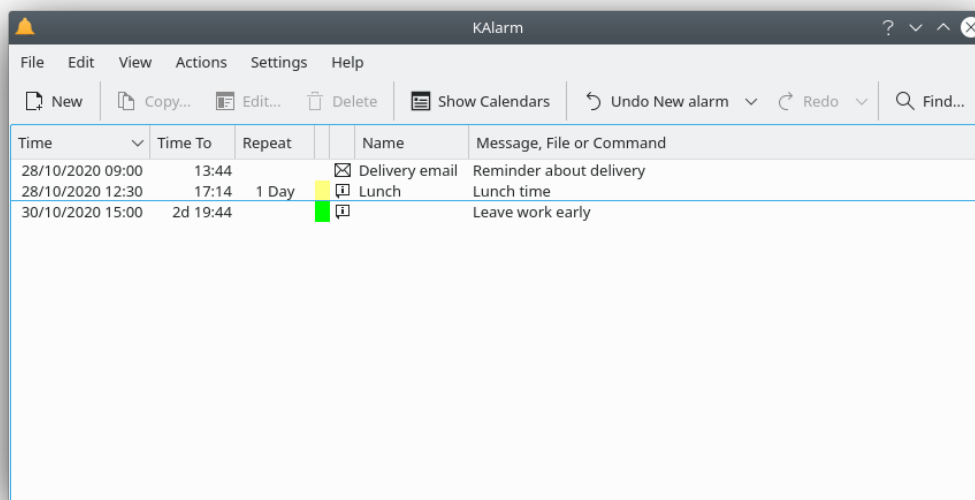 KAlarm
File Edit View Actions Settings Help
New Copy... Edit... Delete Show Calendars Undo New alarm Redo Find...
Time Time To Repeat Name Message, File or Command
28/10/2020 09:00 13:44 Delivery email Reminder about delivery
28/10/2020 12:30 17:14 1 Day Lunch Lunch time
30/10/2020 15:00 2d 19:44 Leave work early